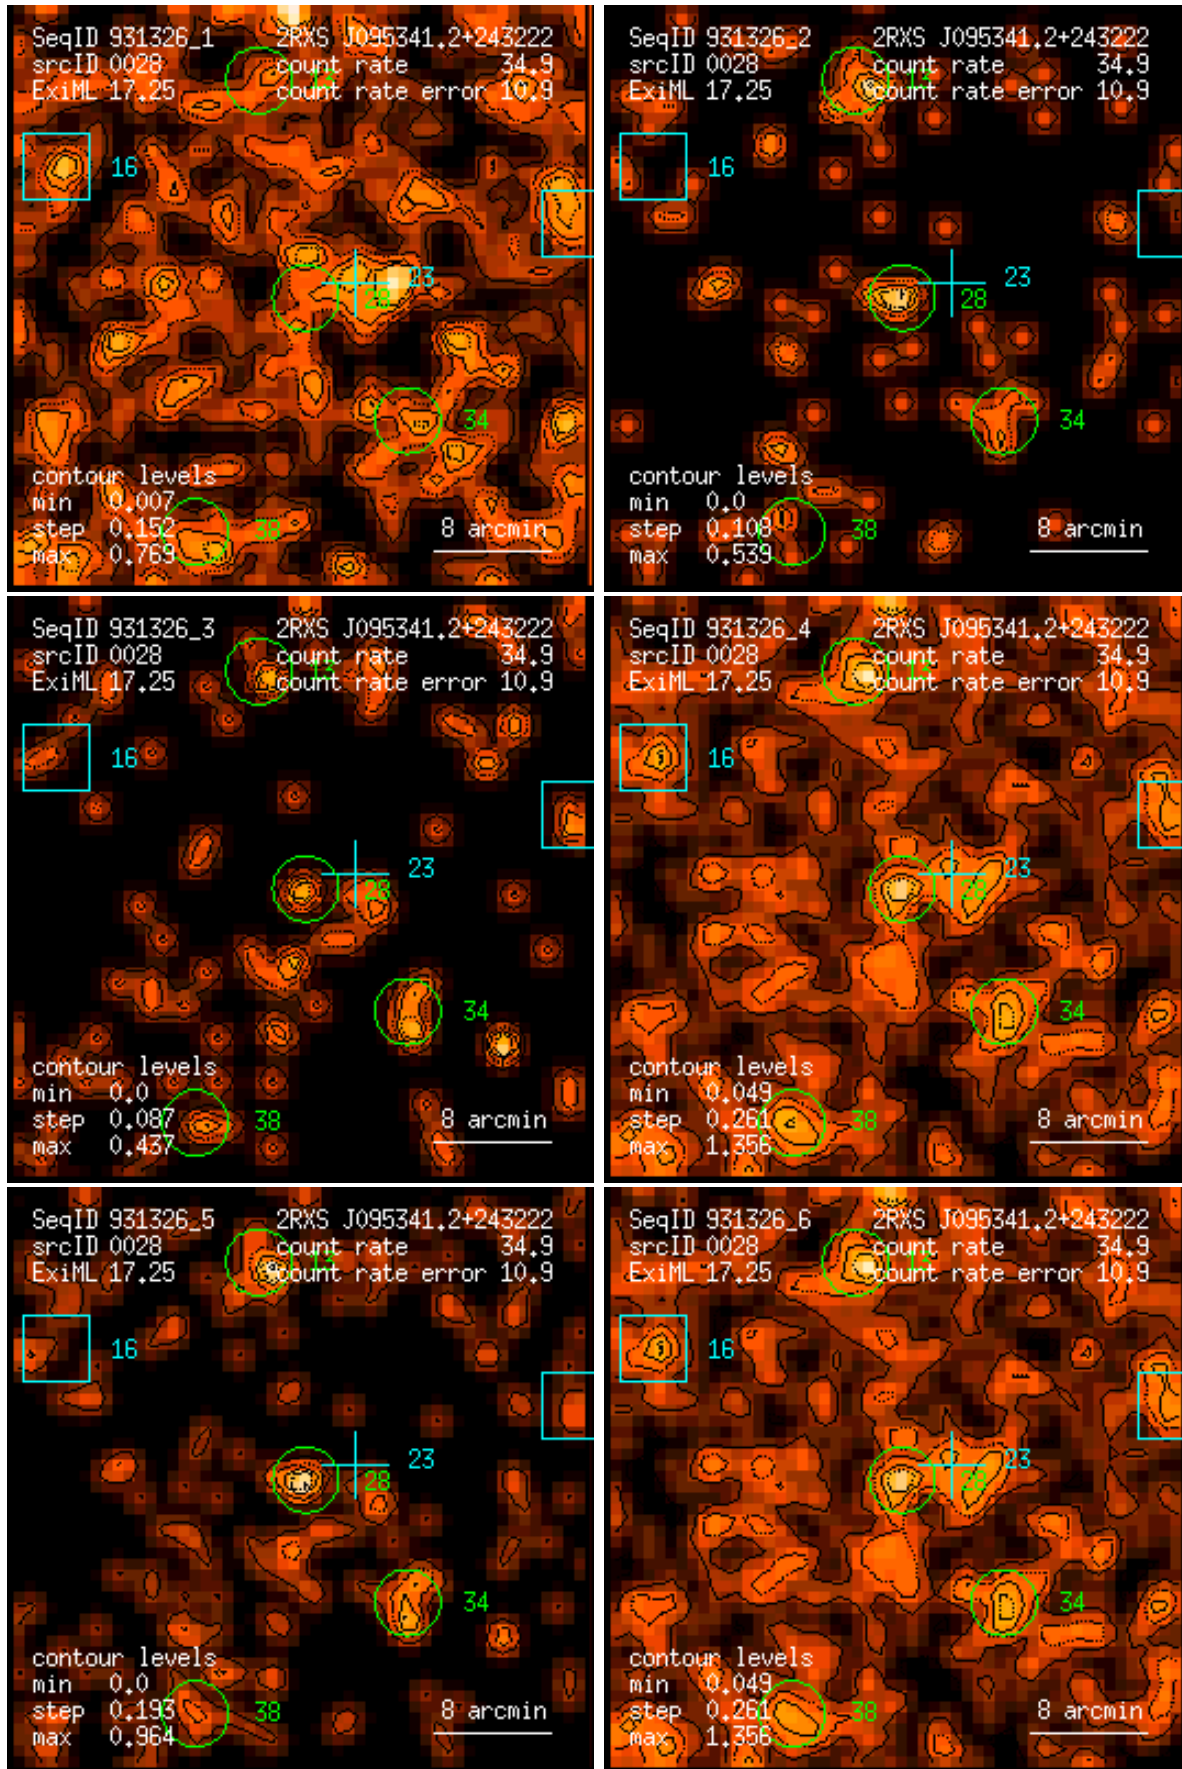 SeqID 931326_1 2RXS J095341.2+243222
srcID 0028 count rate 34.9
ExiML 17.25 count rate error 10.9
16
23
28
34
contour levels
min 0.007
step 0.152 38 8 arcmin
max 0.769
SeqID 931326_2 2RXS J095341.2+243222
srcID 0028 count rate 34.9
ExiML 17.25 count rate error 10.9
16
23
28
34
contour levels
min 0.0
step 0.108 38 8 arcmin
max 0.539
SeqID 931326_3 2RXS J095341.2+243222
srcID 0028 count rate 34.9
ExiML 17.25 count rate error 10.9
16
23
28
34
contour levels
min 0.0
step 0.087 38 8 arcmin
max 0.437
SeqID 931326_4 2RXS J095341.2+243222
srcID 0028 count rate 34.9
ExiML 17.25 count rate error 10.9
16
23
28
34
contour levels
min 0.049
step 0.261 38 8 arcmin
max 1.356
SeqID 931326_5 2RXS J095341.2+243222
srcID 0028 count rate 34.9
ExiML 17.25 count rate error 10.9
16
23
28
34
contour levels
min 0.0
step 0.193 38 8 arcmin
max 0.964
SeqID 931326_6 2RXS J095341.2+243222
srcID 0028 count rate 34.9
ExiML 17.25 count rate error 10.9
16
23
28
34
contour levels
min 0.049
step 0.261 38 8 arcmin
max 1.356